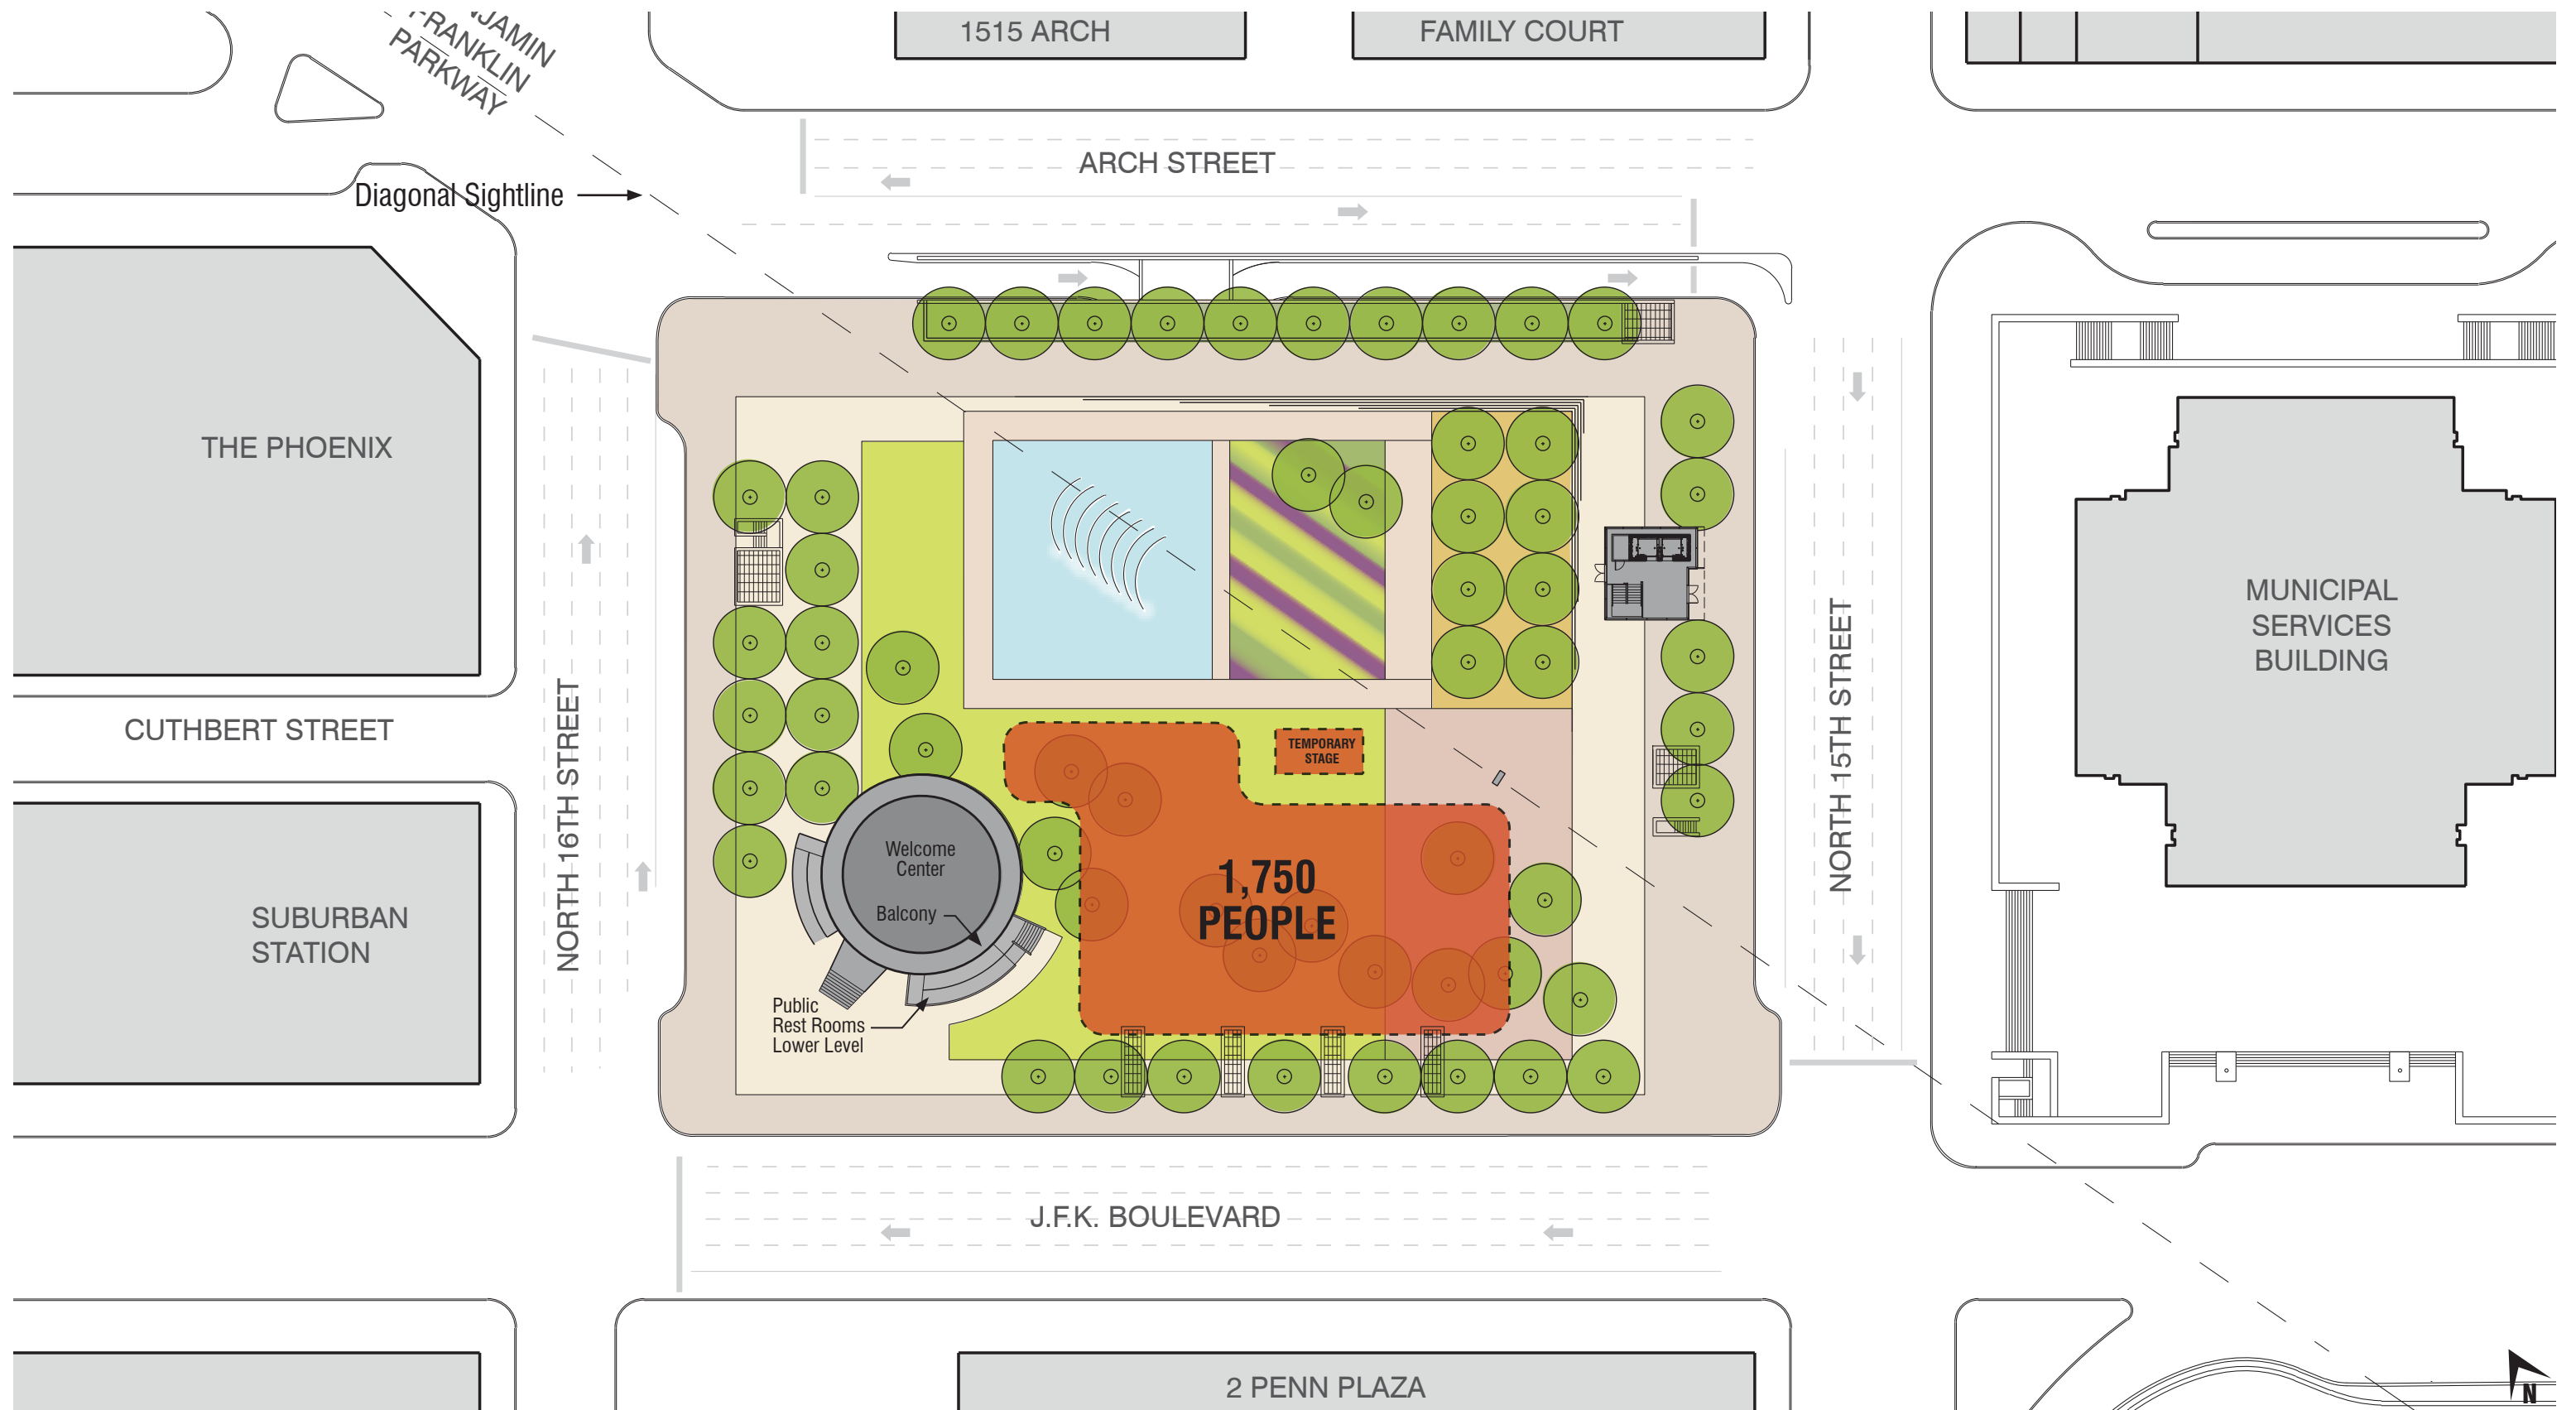 FRANKLIN
PARKWAY
1515 ARCH
FAMILY COURT
ARCH STREET
Diagonal Sightline
THE PHOENIX
MUNICIPAL
SERVICES
BUILDING
CUTHBERT STREET
NORTH 16TH STREET
NORTH 15TH STREET
TEMPORARY
STAGE
Welcome
Center
Balcony
1,750
PEOPLE
SUBURBAN
STATION
Public
Rest Rooms
Lower Level
J.F.K. BOULEVARD
2 PENN PLAZA
N